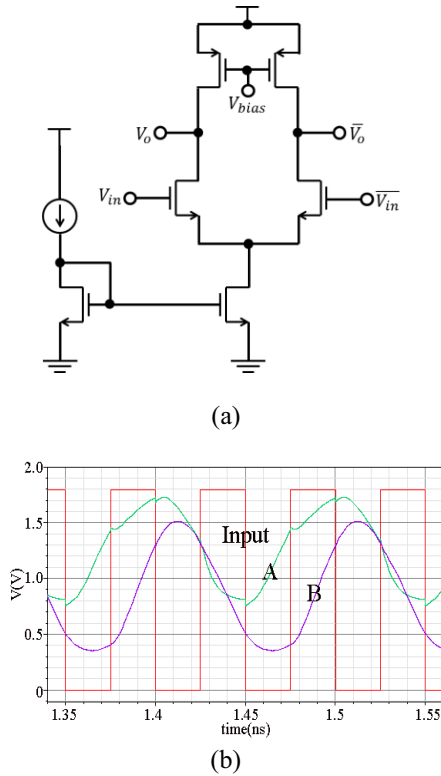 V_bias
V_o
V̅_o
V_in
V̅_in
(a)
2.0
1.5
1.0
0.5
0
V(V)
Input
A
B
1.35
1.4
1.45
1.5
1.55
time(ns)
(b)